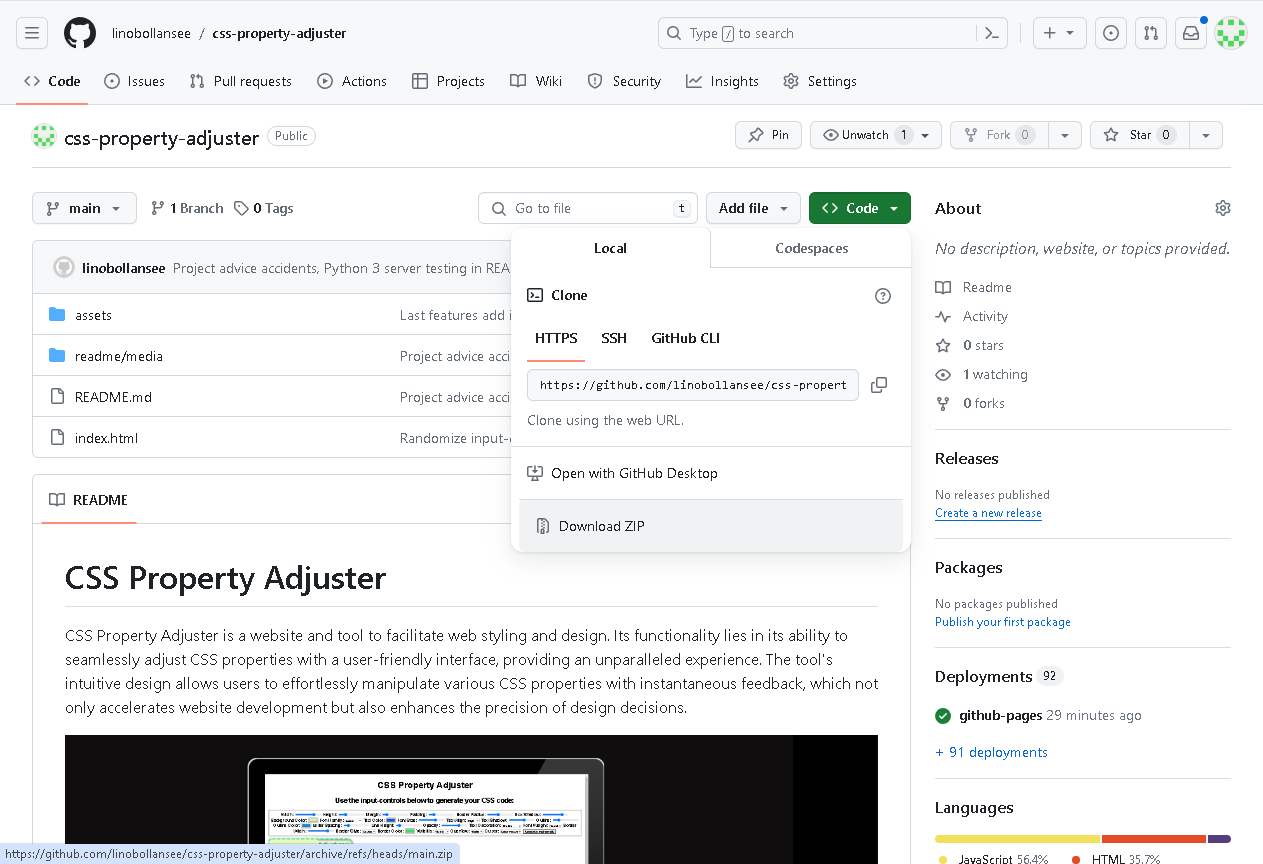 linobollansee / css-property-adjuster
Type / to search
Code
Issues
Pull requests
Actions
Projects
Wiki
Security
Insights
Settings
css-property-adjuster Public
Pin
Unwatch 1
Fork 0
Star 0
main
1 Branch
0 Tags
Go to file t
Add file
Code
Local
Codespaces
Clone
HTTPS
SSH
GitHub CLI
https://github.com/linobollansee/css-propert
Clone using the web URL.
Open with GitHub Desktop
Download ZIP
linobollansee Project advice accidents, Python 3 server testing in REA
assets Last features add i
readme/media Project advice acci
README.md Project advice acci
index.html Randomize input-
README
CSS Property Adjuster
CSS Property Adjuster is a website and tool to facilitate web styling and design. Its functionality lies in its ability to
seamlessly adjust CSS properties with a user-friendly interface, providing an unparalleled experience. The tool's
intuitive design allows users to effortlessly manipulate various CSS properties with instantaneous feedback, which not
only accelerates website development but also enhances the precision of design decisions.
CSS Property Adjuster
Use the input-controls below to generate your CSS code:
About
No description, website, or topics provided.
Readme
Activity
0 stars
1 watching
0 forks
Releases
No releases published
Create a new release
Packages
No packages published
Publish your first package
Deployments 92
github-pages 29 minutes ago
+ 91 deployments
Languages
JavaScript 56.4%
HTML 35.7%
https://github.com/linobollansee/css-property-adjuster/archive/refs/heads/main.zip